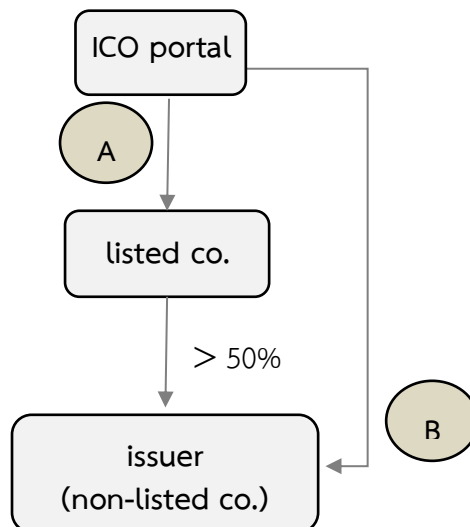 ICO portal
A
listed co.
> 50%
B
issuer
(non-listed co.)